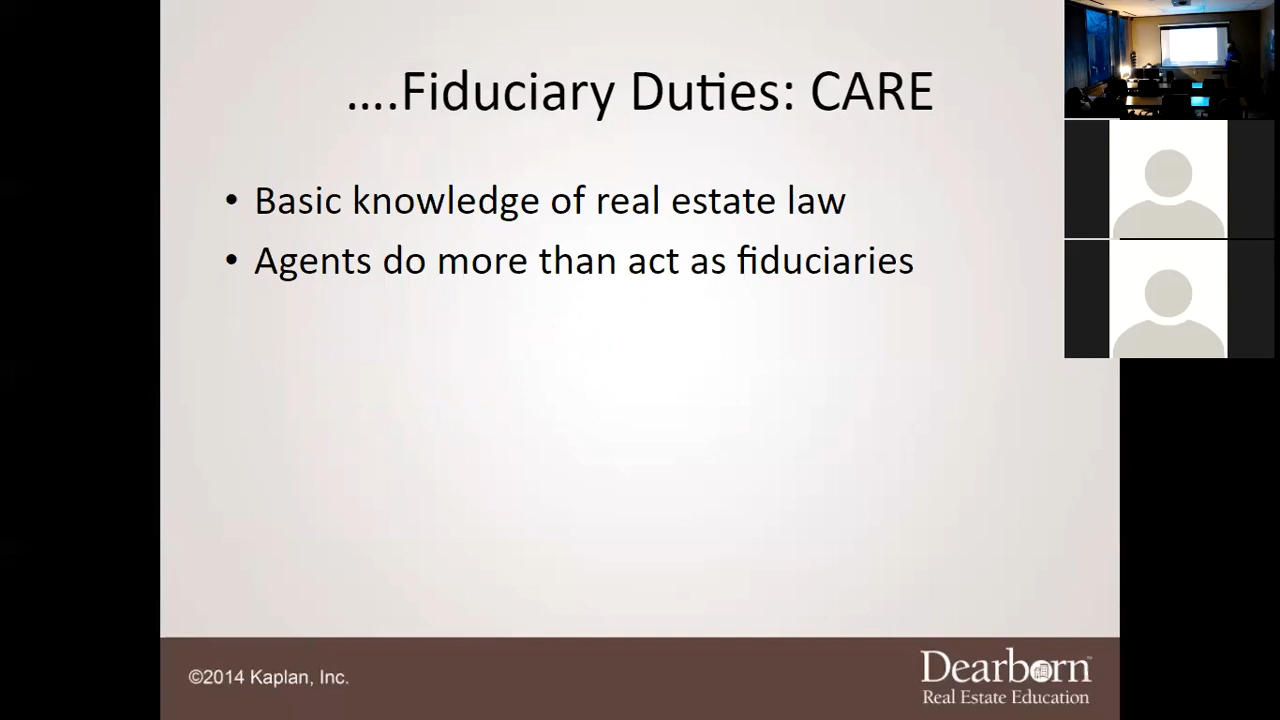 ....Fiduciary Duties: CARE
• Basic knowledge of real estate law
• Agents do more than act as fiduciaries
©2014 Kaplan, Inc.
Dearborn™
Real Estate Education